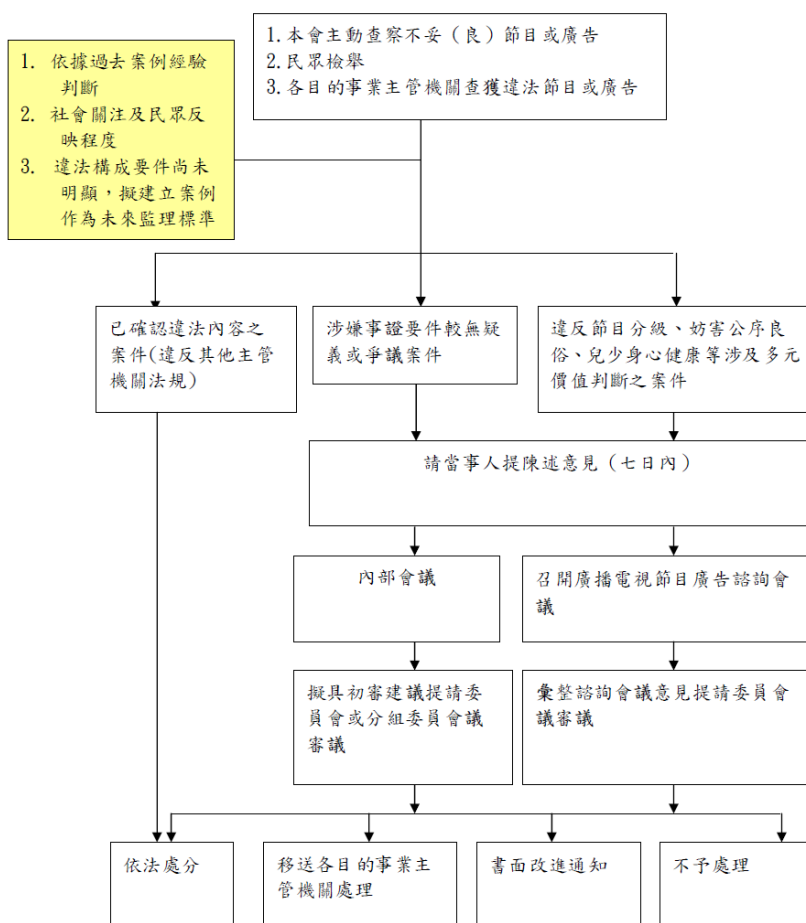 1.本會主動查察不妥（良）節目或廣告
2.民眾檢舉
3.各目的事業主管機關查獲違法節目或廣告
1. 依據過去案例經驗
判斷
2. 社會關注及民眾反
映程度
3. 違法構成要件尚未
明顯，擬建立案例
作為未來監理標準
已確認違法內容之
案件(違反其他主管
機關法規)
涉嫌事證要件較無疑
義或爭議案件
違反節目分級、妨害公序良
俗、兒少身心健康等涉及多元
價值判斷之案件
請當事人提陳述意見（七日內）
內部會議
召開廣播電視節目廣告諮詢會
議
擬具初審建議提請委
員會或分組委員會議
審議
彙整諮詢會議意見提請委員會
議審議
依法處分
移送各目的事業主
管機關處理
書面改進通知
不予處理